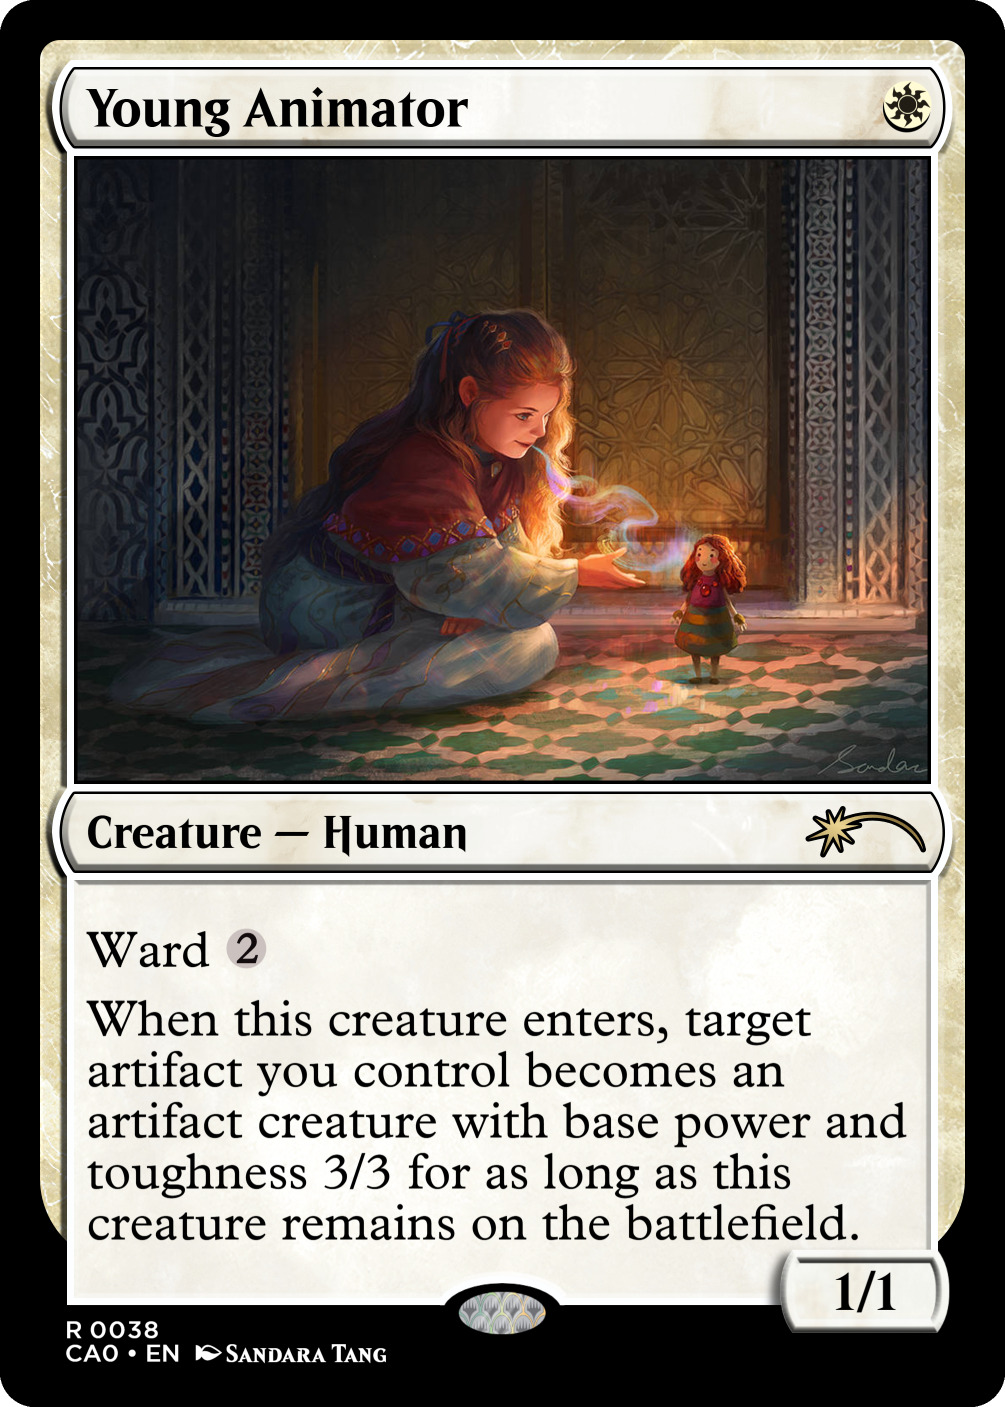 Young Animator
Sandar
Creature — Human
Ward 2
When this creature enters, target
artifact you control becomes an
artifact creature with base power and
toughness 3/3 for as long as this
creature remains on the battlefield.
1/1
R 0038
CAO • EN Sandara Tang